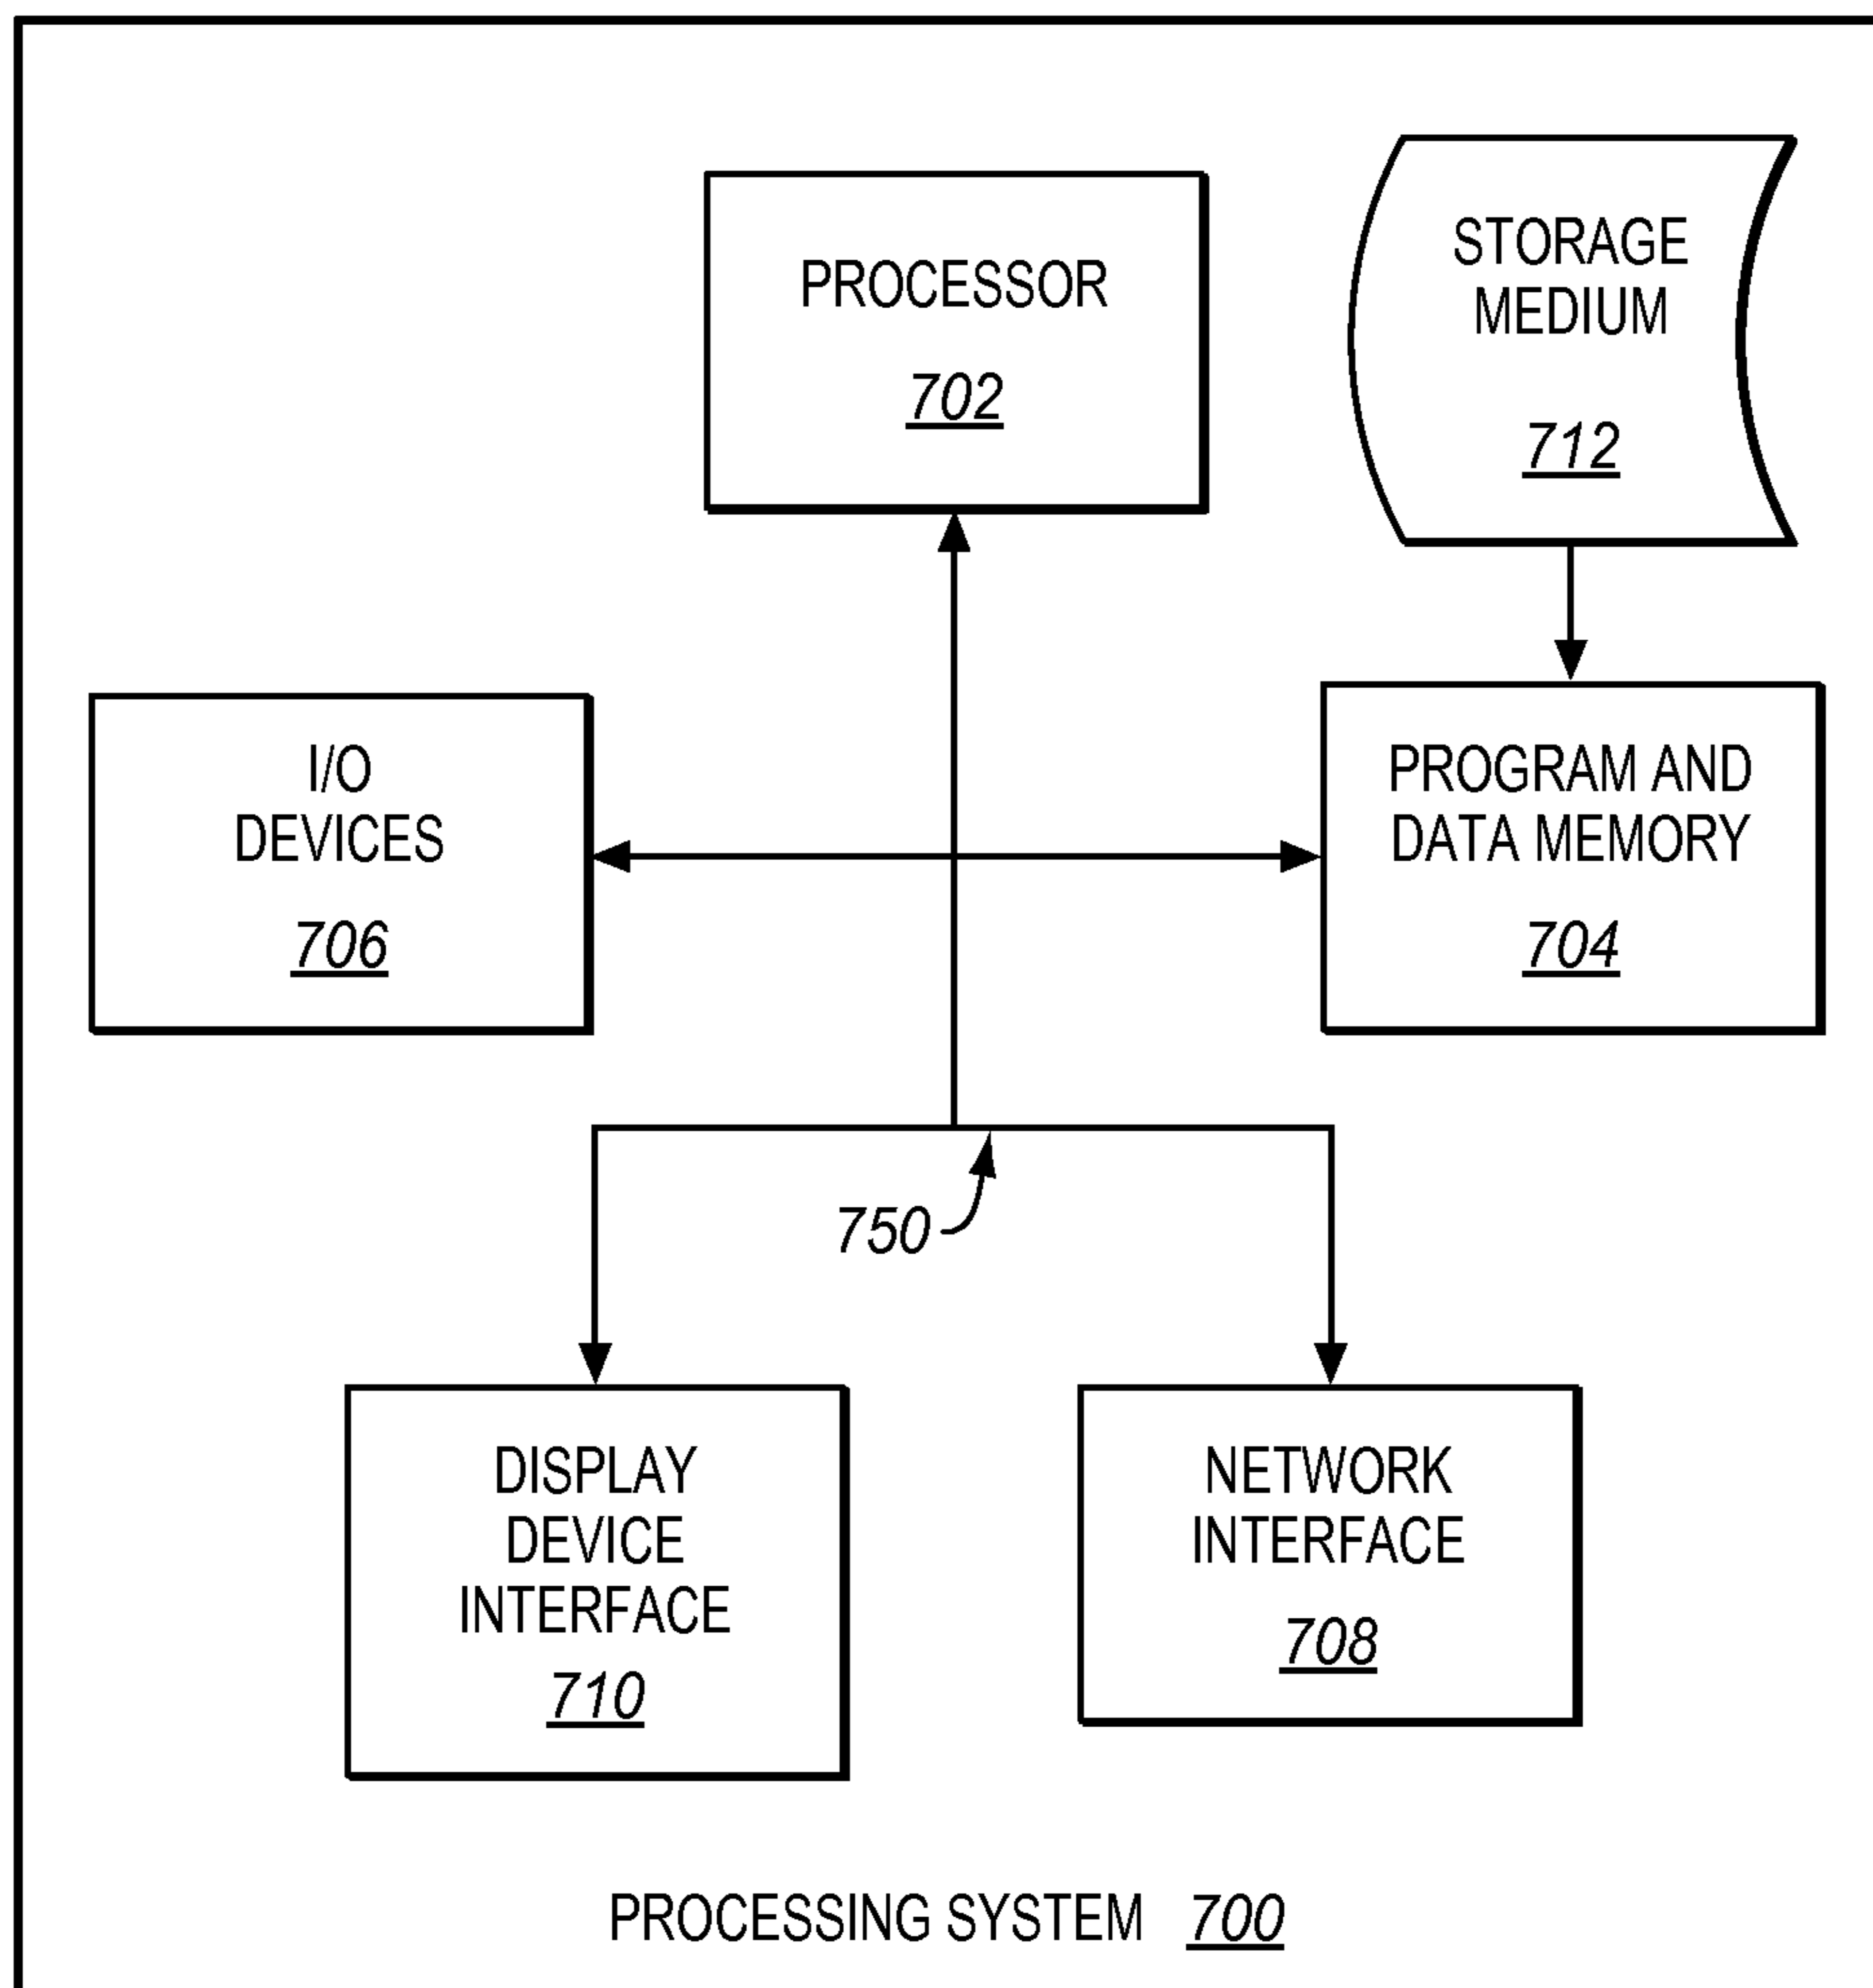 PROCESSOR
702
STORAGE
MEDIUM
712
I/O
DEVICES
706
PROGRAM AND
DATA MEMORY
704
750
DISPLAY
DEVICE
INTERFACE
710
NETWORK
INTERFACE
708
PROCESSING SYSTEM 700